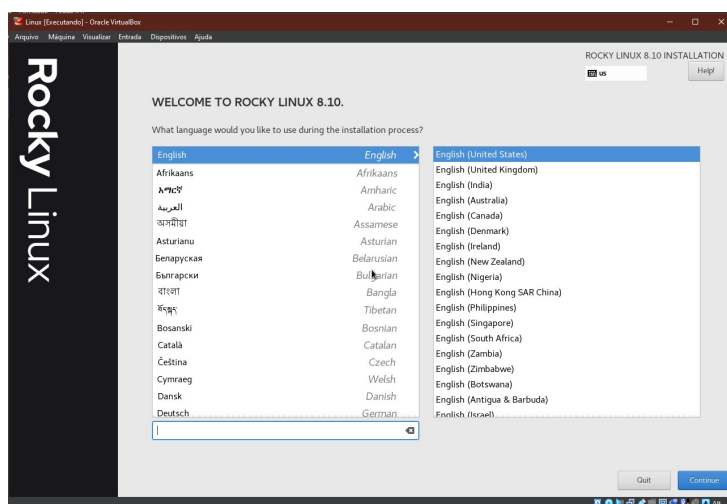 Linux [Executando] - Oracle VirtualBox
Arquivo Máquina Visualizar Entrada Dispositivos Ajuda
Rocky Linux
ROCKY LINUX 8.10 INSTALLATION
us
Help!
WELCOME TO ROCKY LINUX 8.10.
What language would you like to use during the installation process?
English English
Afrikaans Afrikaans
አማርኛ Amharic
العربية Arabic
অসমীয়া Assamese
Asturianu Asturian
Беларуская Belarusian
Български Bulgarian
বাংলা Bangla
བོད་སྐད་ Tibetan
Bosanski Bosnian
Català Catalan
Čeština Czech
Cymraeg Welsh
Dansk Danish
Deutsch German
English (United States)
English (United Kingdom)
English (India)
English (Australia)
English (Canada)
English (Denmark)
English (Ireland)
English (New Zealand)
English (Nigeria)
English (Hong Kong SAR China)
English (Philippines)
English (Singapore)
English (South Africa)
English (Zambia)
English (Zimbabwe)
English (Botswana)
English (Antigua & Barbuda)
English (Israel)
Quit
Continue